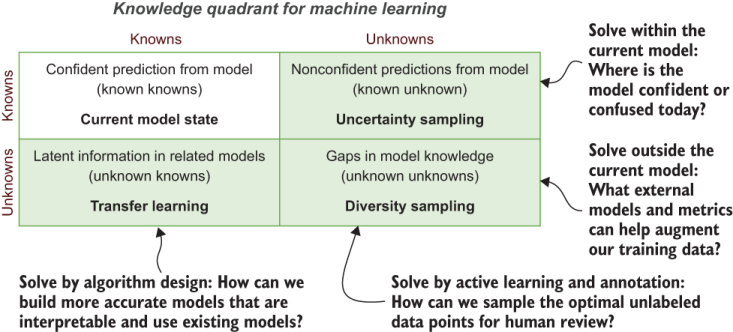 Knowledge quadrant for machine learning
Knowns
Unknowns
Knowns
Confident prediction from model
(known knowns)
Current model state
Nonconfident predictions from model
(known unknown)
Uncertainty sampling
Unknowns
Latent information in related models
(unknown knowns)
Transfer learning
Gaps in model knowledge
(unknown unknowns)
Diversity sampling
Solve within the
current model:
Where is the
model confident or
confused today?
Solve outside the
current model:
What external
models and metrics
can help augment
our training data?
Solve by algorithm design: How can we
build more accurate models that are
interpretable and use existing models?
Solve by active learning and annotation:
How can we sample the optimal unlabeled
data points for human review?